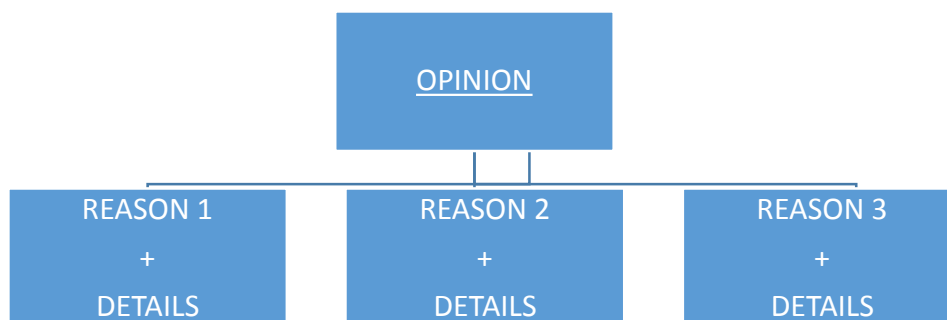 OPINION
REASON 1
+
DETAILS
REASON 2
+
DETAILS
REASON 3
+
DETAILS